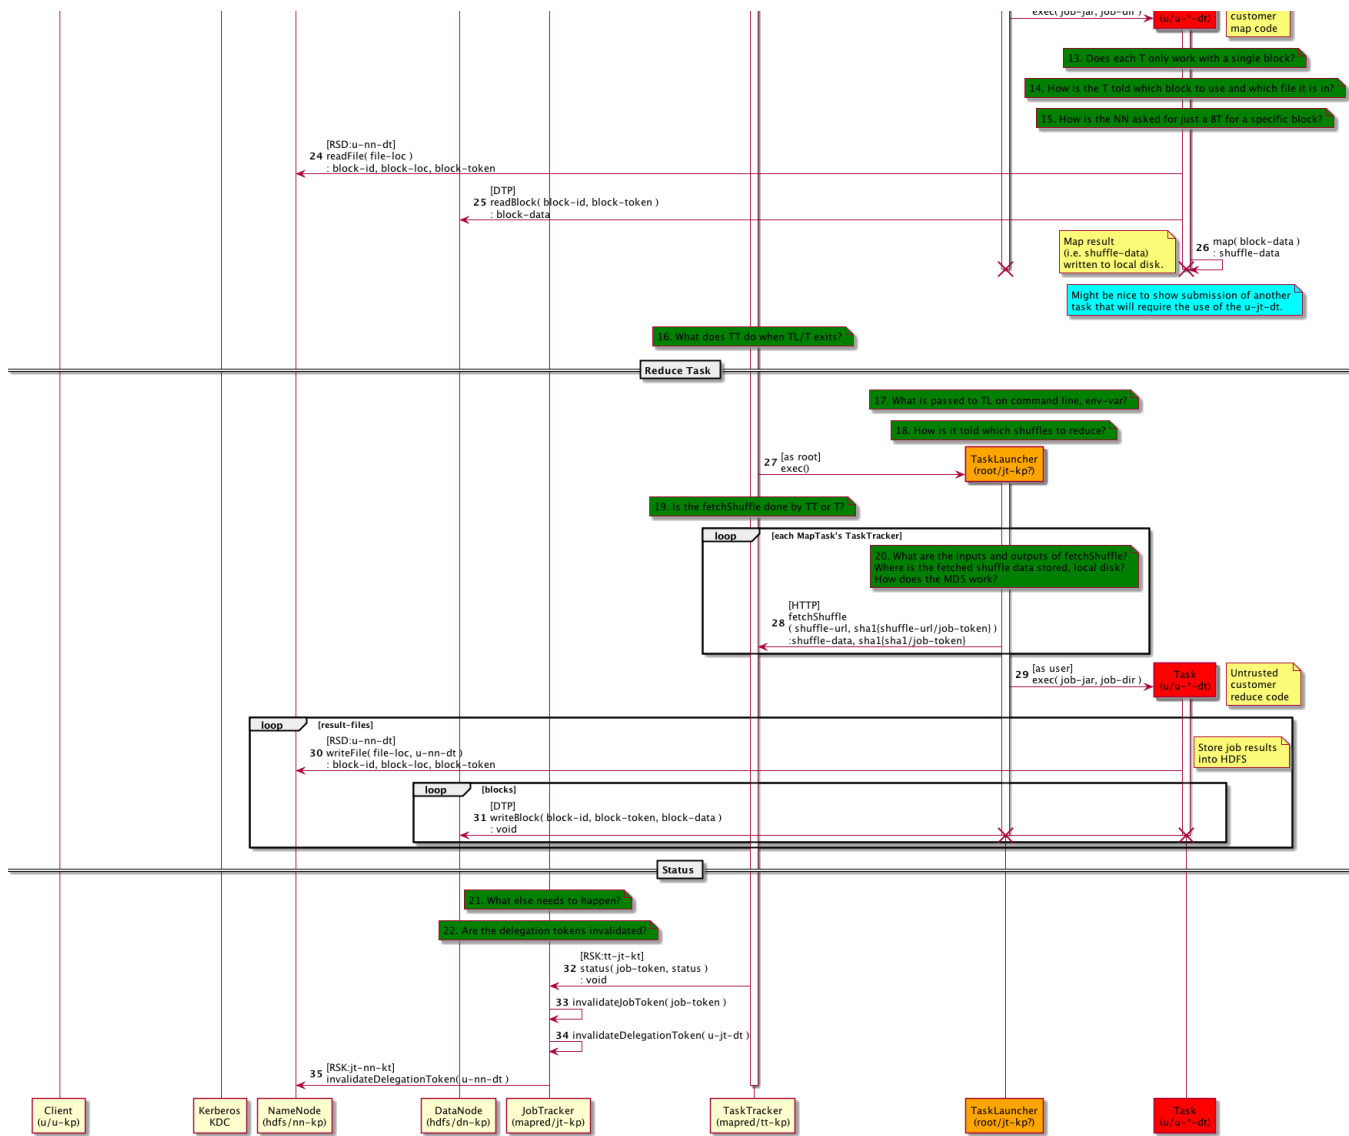 exec( job-jar, job-dir )
(u/u-*-dt)
customer
map code
13. Does each T only work with a single block?
14. How is the T told which block to use and which file it is in?
15. How is the NN asked for just a BT for a specific block?
[RSD:u-nn-dt]
24 readFile( file-loc )
: block-id, block-loc, block-token
[DTP]
25 readBlock( block-id, block-token )
: block-data
Map result
(i.e. shuffle-data)
written to local disk.
26 map( block-data )
: shuffle-data
Might be nice to show submission of another
task that will require the use of the u-jt-dt.
16. What does TT do when TL/T exits?
Reduce Task
17. What is passed to TL on command line, env-var?
18. How is it told which shuffles to reduce?
27 [as root]
exec()
TaskLauncher
(root/jt-kp?)
19. Is the fetchShuffle done by TT or T?
loop [each MapTask's TaskTracker]
20. What are the inputs and outputs of fetchShuffle?
Where is the fetched shuffle data stored, local disk?
How does the MD5 work?
[HTTP]
fetchShuffle
28 ( shuffle-url, sha1{shuffle-url/job-token} )
:shuffle-data, sha1{sha1/job-token}
29 [as user]
exec( job-jar, job-dir )
Task
(u/u-*-dt)
Untrusted
customer
reduce code
loop [result-files]
[RSD:u-nn-dt]
30 writeFile( file-loc, u-nn-dt )
: block-id, block-loc, block-token
Store job results
into HDFS
loop [blocks]
[DTP]
31 writeBlock( block-id, block-token, block-data )
: void
Status
21. What else needs to happen?
22. Are the delegation tokens invalidated?
[RSK:tt-jt-kt]
32 status( job-token, status )
: void
33 invalidateJobToken( job-token )
34 invalidateDelegationToken( u-jt-dt )
35 [RSK:jt-nn-kt]
invalidateDelegationToken( u-nn-dt )
Client
(u/u-kp)
Kerberos
KDC
NameNode
(hdfs/nn-kp)
DataNode
(hdfs/dn-kp)
JobTracker
(mapred/jt-kp)
TaskTracker
(mapred/tt-kp)
TaskLauncher
(root/jt-kp?)
Task
(u/u-*-dt)